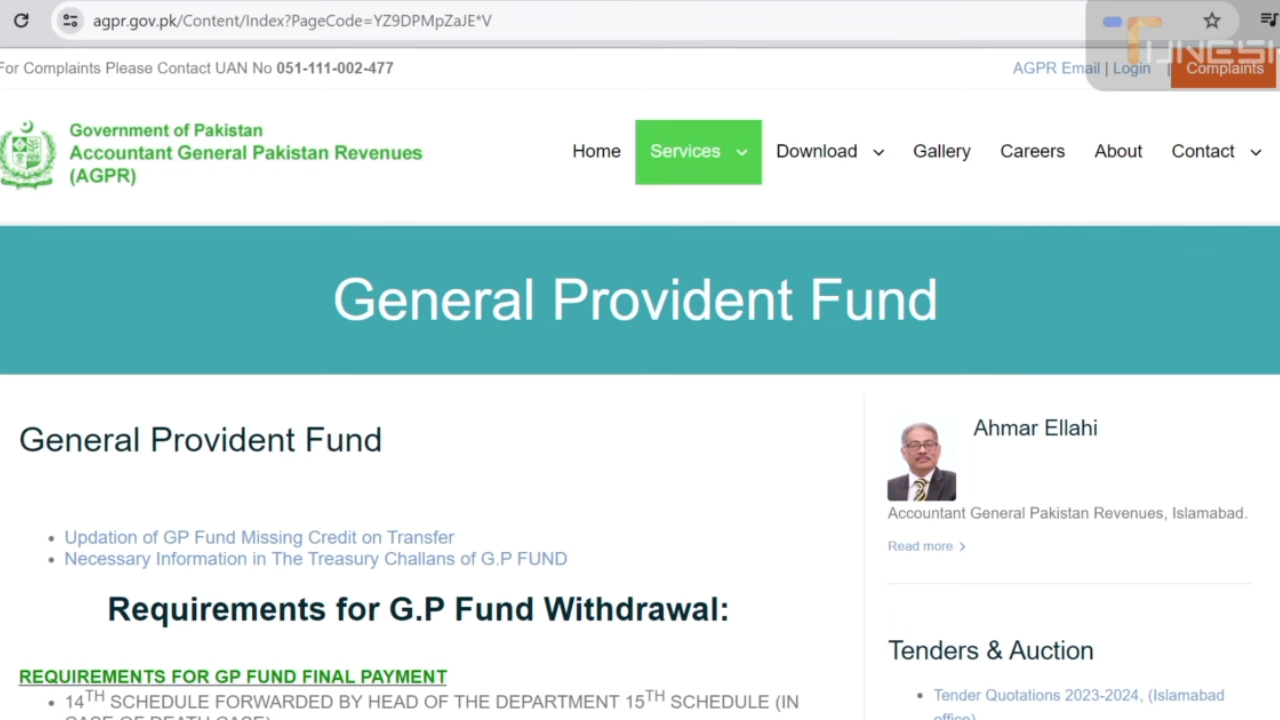 agpr.gov.pk/Content/Index?PageCode=YZ9DPMpZaJE*V
For Complaints Please Contact UAN No 051-111-002-477
AGPR Email | Login | Complaints
Government of Pakistan
Accountant General Pakistan Revenues
(AGPR)
Home Services Download Gallery Careers About Contact
General Provident Fund
General Provident Fund
Updation of GP Fund Missing Credit on Transfer
Necessary Information in The Treasury Challans of G.P FUND
Requirements for G.P Fund Withdrawal:
REQUIREMENTS FOR GP FUND FINAL PAYMENT
14TH SCHEDULE FORWARDED BY HEAD OF THE DEPARTMENT 15TH SCHEDULE (IN
CASE OF DEATH CASE)
Ahmar Ellahi
Accountant General Pakistan Revenues, Islamabad.
Read more
Tenders & Auction
Tender Quotations 2023-2024, (Islamabad
office)